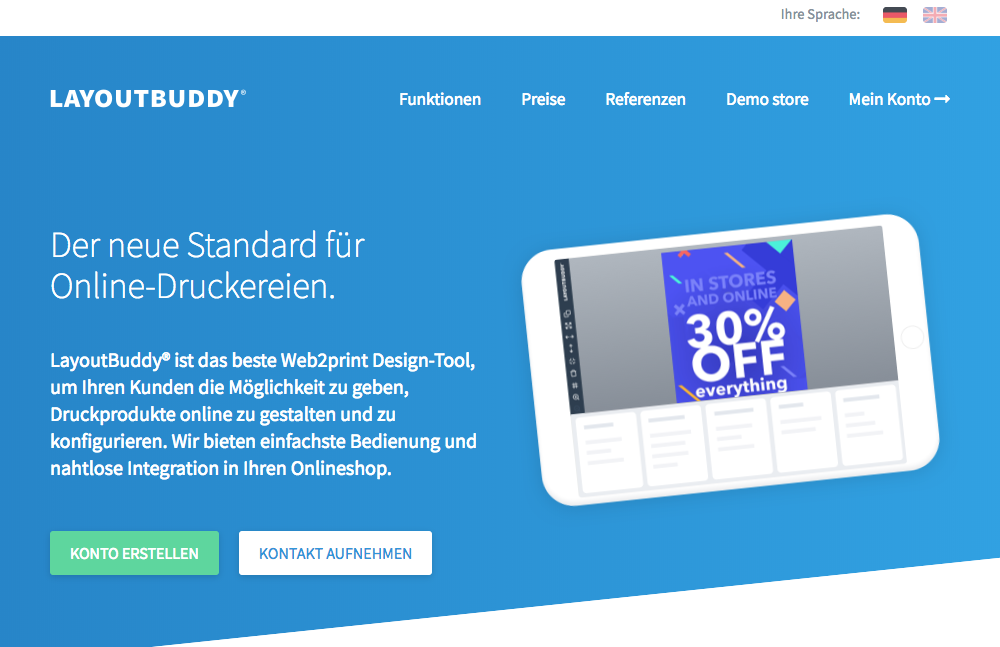 Ihre Sprache:
LAYOUTBUDDY®
Funktionen
Preise
Referenzen
Demo store
Mein Konto →
Der neue Standard für
Online-Druckereien.
LayoutBuddy® ist das beste Web2print Design-Tool,
um Ihren Kunden die Möglichkeit zu geben,
Druckprodukte online zu gestalten und zu
konfigurieren. Wir bieten einfachste Bedienung und
nahtlose Integration in Ihren Onlineshop.
KONTO ERSTELLEN
KONTAKT AUFNEHMEN
LAYOUTBUDDY
IN STORES
AND ONLINE
30%
OFF
everything